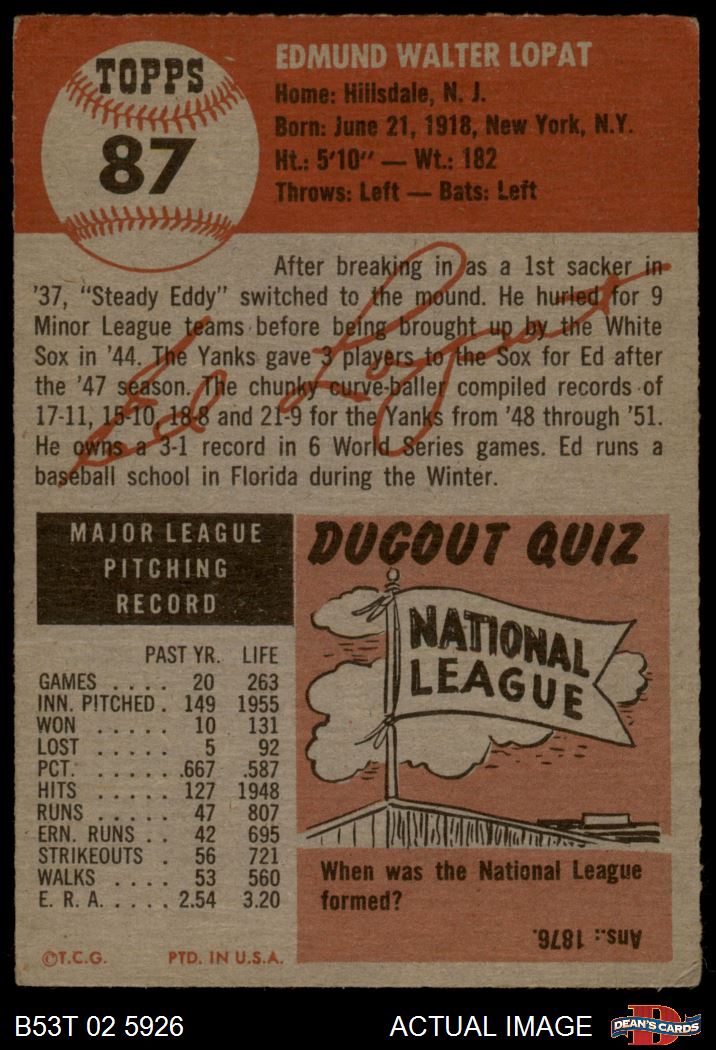 TOPPS
87
EDMUND WALTER LOPAT
Home: Hillsdale, N. J.
Born: June 21, 1918, New York, N.Y.
Ht.: 5'10" — Wt.: 182
Throws: Left — Bats: Left
After breaking in as a 1st sacker in
'37, "Steady Eddy" switched to the mound. He hurled for 9
Minor League teams before being brought up by the White
Sox in '44. The Yanks gave 3 players to the Sox for Ed after
the '47 season. The chunky curve-baller compiled records of
17-11, 15-10, 18-8 and 21-9 for the Yanks from '48 through '51.
He owns a 3-1 record in 6 World Series games. Ed runs a
baseball school in Florida during the Winter.
Ed Lopat
MAJOR LEAGUE
PITCHING
RECORD
PAST YR. LIFE
GAMES . . . . 20 263
INN. PITCHED . 149 1955
WON . . . . . 10 131
LOST . . . . . 5 92
PCT. . . . . . .667 .587
HITS . . . . . 127 1948
RUNS . . . . . 47 807
ERN. RUNS . . 42 695
STRIKEOUTS . 56 721
WALKS . . . . 53 560
E. R. A. . . . . . 2.54 3.20
©T.C.G. PTD. IN U.S.A.
DUGOUT QUIZ
NATIONAL
LEAGUE
When was the National League
formed?
Ans.: 1876.
B53T 02 5926 ACTUAL IMAGE
DEAN'S CARDS